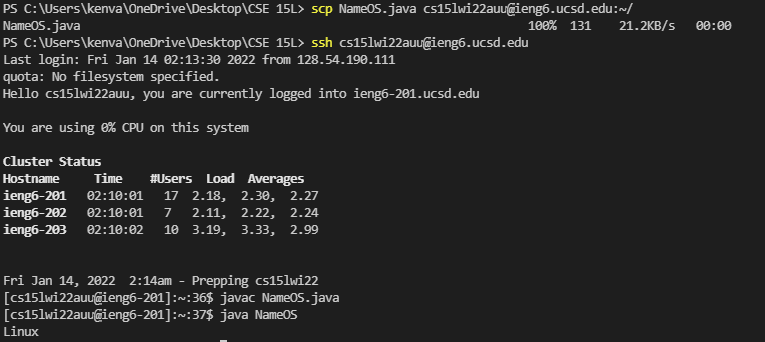 PS C:\Users\kenva\OneDrive\Desktop\CSE 15L> scp NameOS.java cs15lwi22auu@ieng6.ucsd.edu:~/
NameOS.java 100% 131 21.2KB/s 00:00
PS C:\Users\kenva\OneDrive\Desktop\CSE 15L> ssh cs15lwi22auu@ieng6.ucsd.edu
Last login: Fri Jan 14 02:13:30 2022 from 128.54.190.111
quota: No filesystem specified.
Hello cs15lwi22auu, you are currently logged into ieng6-201.ucsd.edu
You are using 0% CPU on this system
Cluster Status
Hostname Time #Users Load Averages
ieng6-201 02:10:01 17 2.18, 2.30, 2.27
ieng6-202 02:10:01 7 2.11, 2.22, 2.24
ieng6-203 02:10:02 10 3.19, 3.33, 2.99
Fri Jan 14, 2022 2:14am - Prepping cs15lwi22
[cs15lwi22auu@ieng6-201]:~:36$ javac NameOS.java
[cs15lwi22auu@ieng6-201]:~:37$ java NameOS
Linux